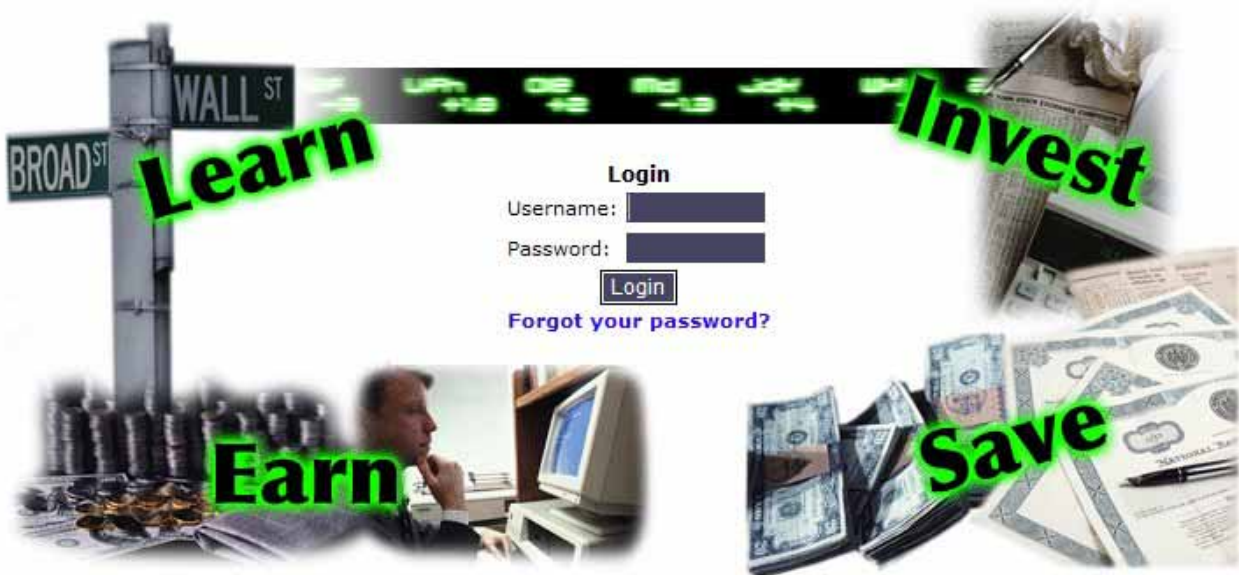 WALL ST
BROAD ST
Learn
Invest
Login
Username:
Password:
Login
Forgot your password?
Earn
Save